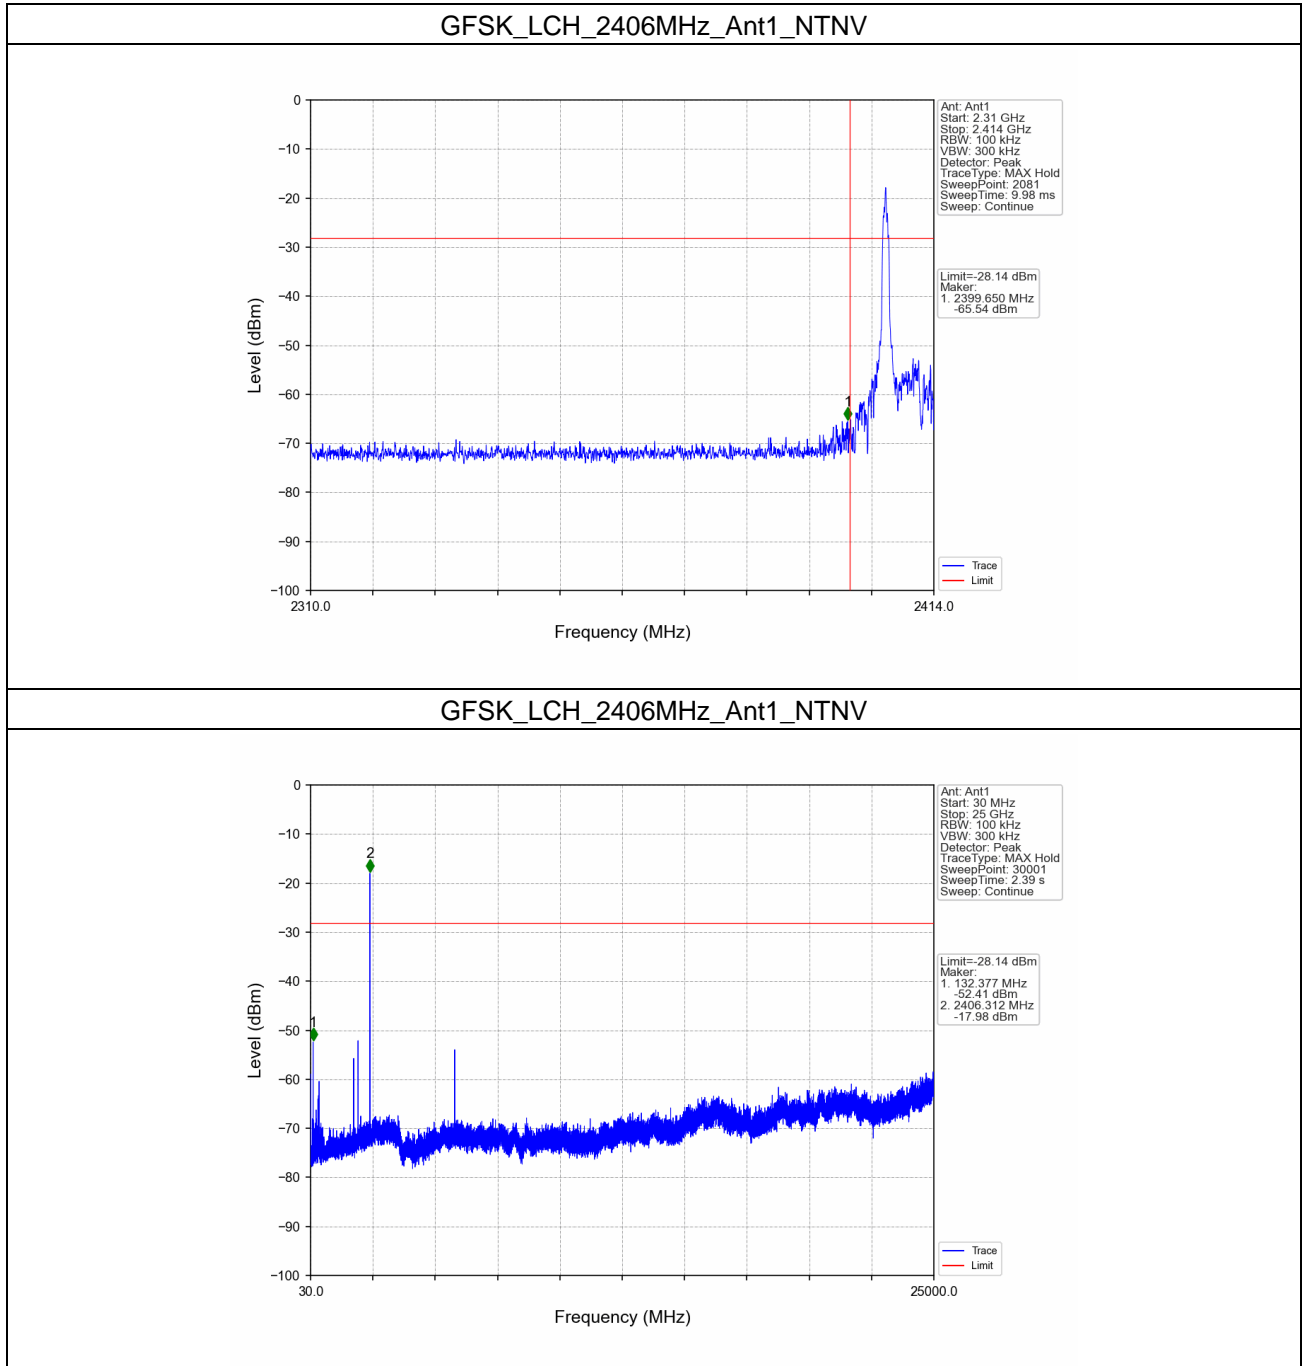 GFSK_LCH_2406MHz_Ant1_NTNV
0
−10
−20
−30
−40
−50
−60
−70
−80
−90
−100
Level (dBm)
2310.0
2414.0
Frequency (MHz)
1
Ant: Ant1
Start: 2.31 GHz
Stop: 2.414 GHz
RBW: 100 kHz
VBW: 300 kHz
Detector: Peak
TraceType: MAX Hold
SweepPoint: 2081
SweepTime: 9.98 ms
Sweep: Continue
Limit=-28.14 dBm
Maker:
1. 2399.650 MHz
-65.54 dBm
Trace
Limit
GFSK_LCH_2406MHz_Ant1_NTNV
0
−10
−20
−30
−40
−50
−60
−70
−80
−90
−100
Level (dBm)
30.0
25000.0
Frequency (MHz)
1
2
Ant: Ant1
Start: 30 MHz
Stop: 25 GHz
RBW: 100 kHz
VBW: 300 kHz
Detector: Peak
TraceType: MAX Hold
SweepPoint: 30001
SweepTime: 2.39 s
Sweep: Continue
Limit=-28.14 dBm
Maker:
1. 132.377 MHz
-52.41 dBm
2. 2406.312 MHz
-17.98 dBm
Trace
Limit